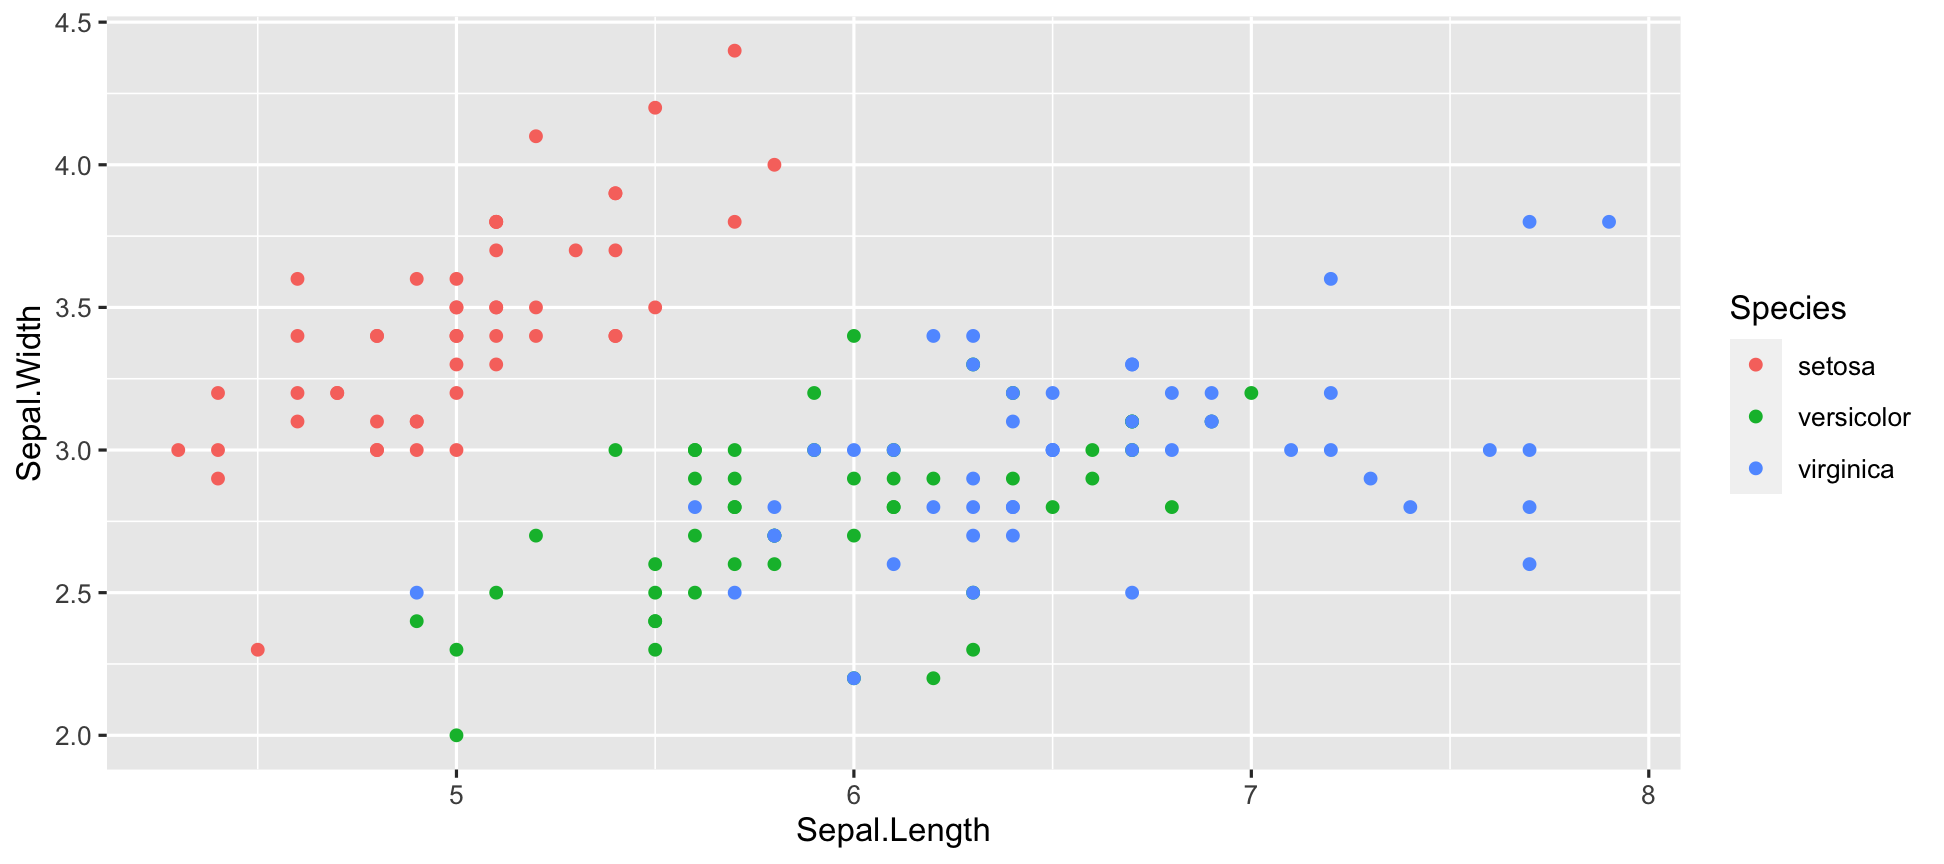 4.5
4.0
3.5
3.0
2.5
2.0
Sepal.Width
5 6 7 8
Sepal.Length
Species
setosa
versicolor
virginica